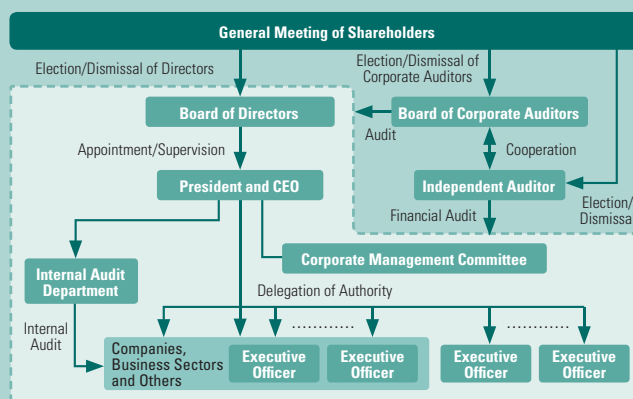 General Meeting of Shareholders
Election/Dismissal of Directors
Election/Dismissal of
Corporate Auditors
Board of Directors
Board of Corporate Auditors
Audit
Appointment/Supervision
Cooperation
President and CEO
Independent Auditor
Election/
Dismissa
Financial Audit
Internal Audit
Department
Corporate Management Committee
Delegation of Authority
Internal
Audit
............
............
Companies,
Business Sectors
and Others
Executive
Officer
Executive
Officer
Executive
Officer
Executive
Officer